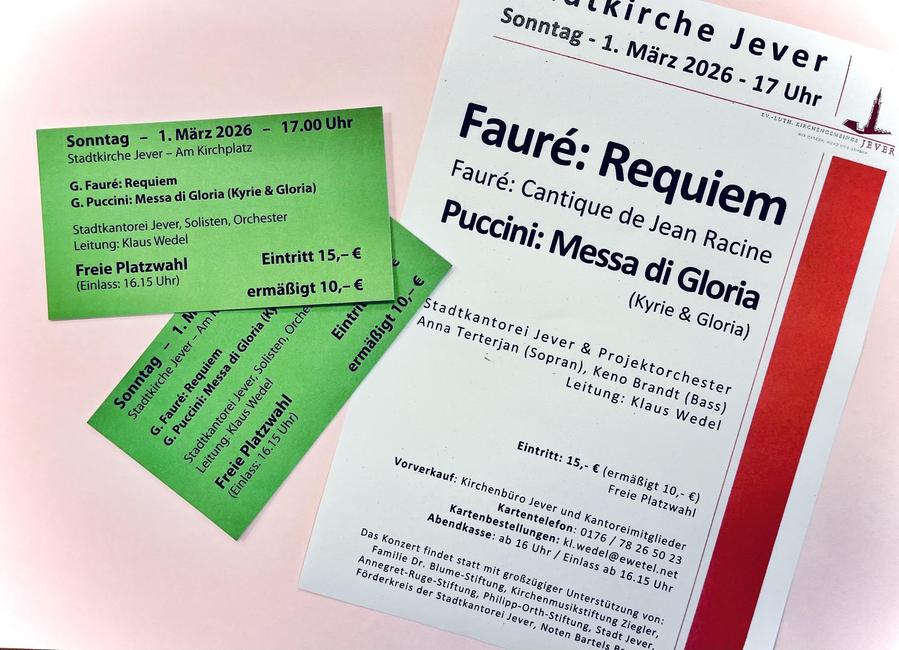 Sonntag – 1. März 2026 – 17.00 Uhr
Stadtkirche Jever – Am Kirchplatz
G. Fauré: Requiem
G. Puccini: Messa di Gloria (Kyrie & Gloria)
Stadtkantorei Jever, Solisten, Orchester
Leitung: Klaus Wedel
Freie Platzwahl
(Einlass: 16.15 Uhr)
Eintritt 15,– €
ermäßigt 10,– €
Sonntag – 1. M
Stadtkirche Jever – Am
G. Fauré: Requiem
G. Puccini: Messa di Gloria (Ky
Stadtkantorei Jever, Solisten, Orche
Leitung: Klaus Wedel
Freie Platzwahl
(Einlass: 16.15 Uhr)
Eintri
€
ermäßigt 10,– €
dtkirche Jever
Sonntag - 1. März 2026 - 17 Uhr
EV.-LUTH. KIRCHENGEMEINDE JEVER
Fauré: Requiem
Fauré: Cantique de Jean Racine
Puccini: Messa di Gloria
(Kyrie & Gloria)
Stadtkantorei Jever & Projektorchester
Anna Terterjan (Sopran), Keno Brandt (Bass)
Leitung: Klaus Wedel
Eintritt: 15,- € (ermäßigt 10,- €)
Freie Platzwahl
Vorverkauf: Kirchenbüro Jever und Kantoreimitglieder
Kartentelefon: 0176 / 78 26 50 23
Kartenbestellungen: kl.wedel@ewetel.net
Abendkasse: ab 16 Uhr / Einlass ab 16.15 Uhr
Das Konzert findet statt mit großzügiger Unterstützung von:
Familie Dr. Blume-Stiftung, Kirchenmusikstiftung Ziegler,
Annegret-Ruge-Stiftung, Philipp-Orth-Stiftung, Stadt Jever,
Förderkreis der Stadtkantorei Jever, Noten Bartels